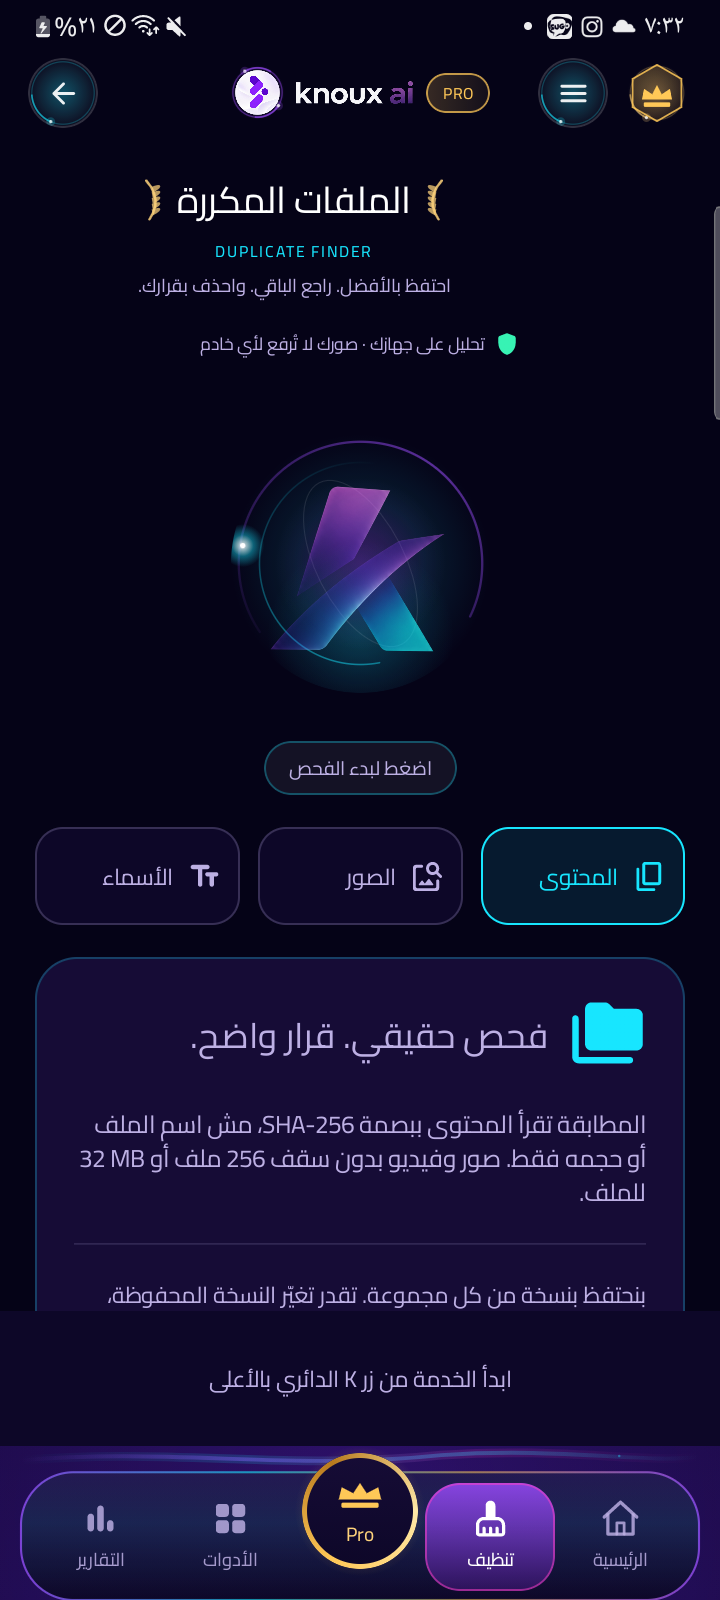 ٧:٣٢
%٢١
knoux ai PRO
الملفات المكررة
DUPLICATE FINDER
احتفظ بالأفضل. راجع الباقي. واحذف بقرارك.
تحليل على جهازك · صورك لا تُرفع لأي خادم
اضغط لبدء الفحص
المحتوى
الصور
الأسماء
فحص حقيقي. قرار واضح.
المطابقة تقرأ المحتوى ببصمة SHA-256، مش اسم الملف
أو حجمه فقط. صور وفيديو بدون سقف 256 ملف أو 32 MB
للملف.
بنحتفظ بنسخة من كل مجموعة. تقدر تغيّر النسخة المحفوظة،
ابدأ الخدمة من زر K الدائري بالأعلى
الرئيسية
تنظيف
Pro
الأدوات
التقارير